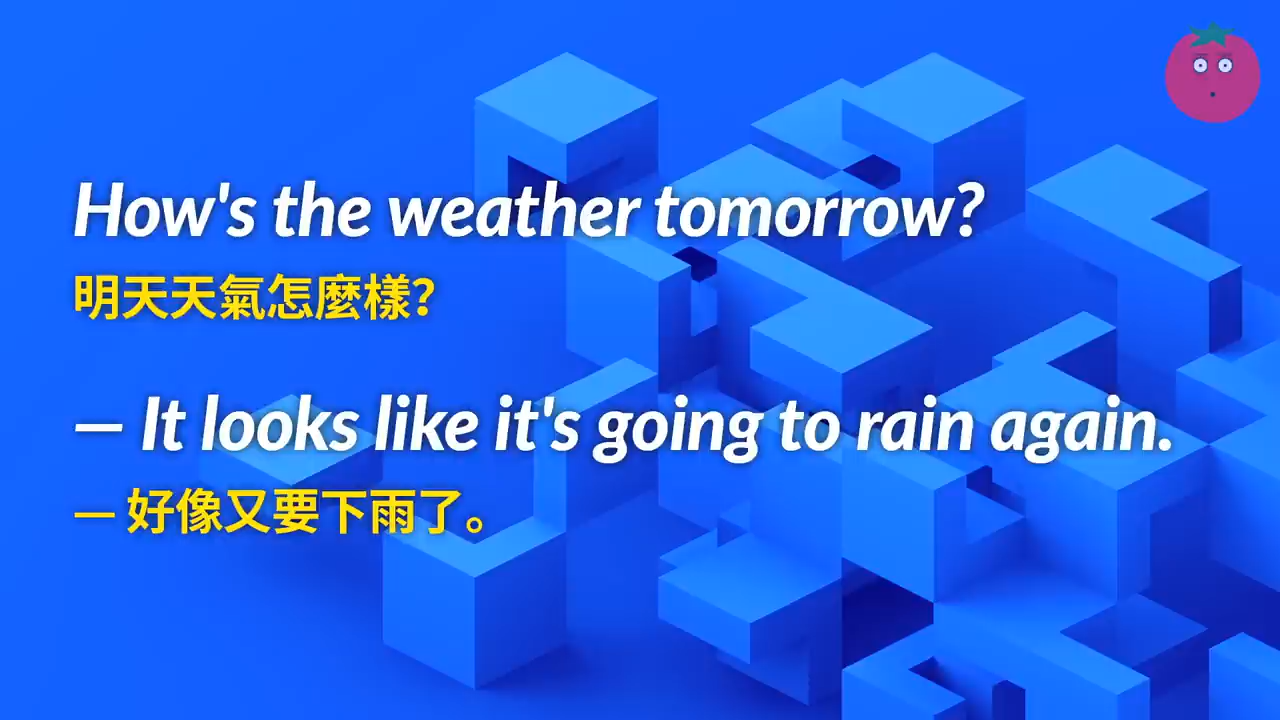 How's the weather tomorrow?
明天天氣怎麼樣?
— It looks like it's going to rain again.
— 好像又要下雨了。